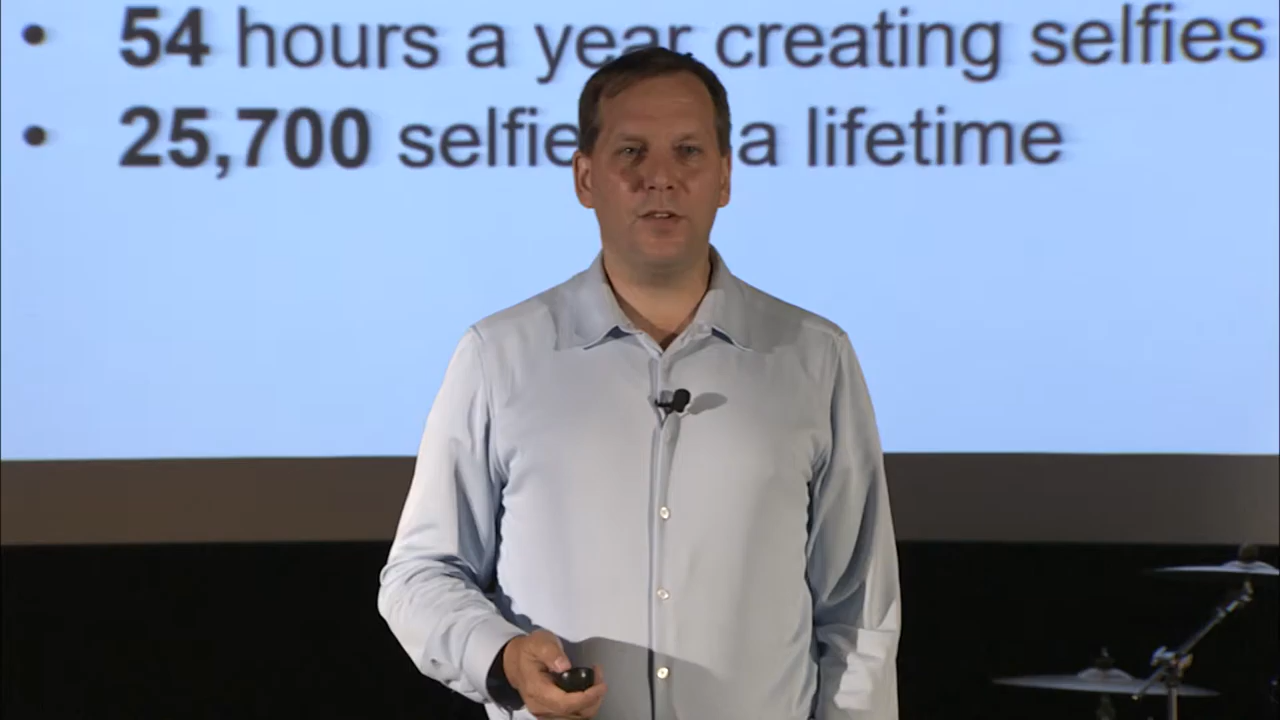 • 54 hours a year creating selfies
• 25,700 selfie a lifetime